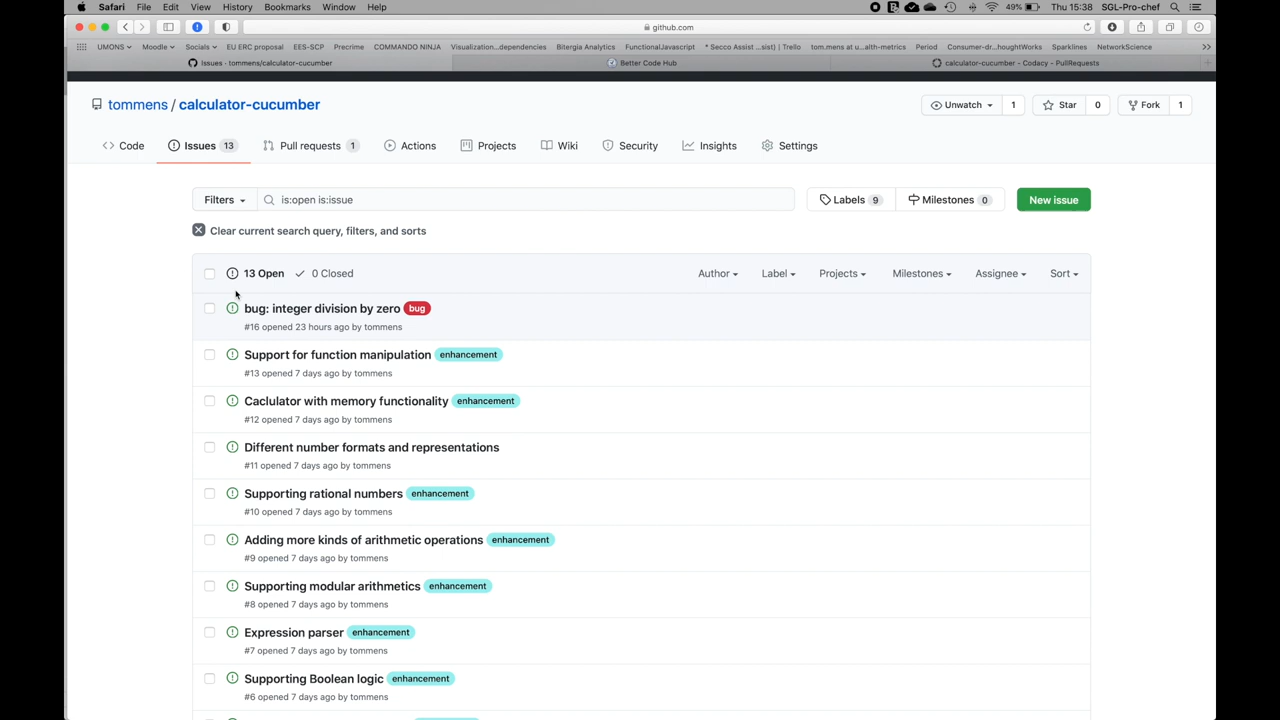 Safari File Edit View History Bookmarks Window Help 49% Thu 15:38 SGL-Pro-chef
github.com
UMONS Moodle Socials EU ERC proposal EES-SCP Precrime COMMANDO NINJA Visualization...dependencies Bitergia Analytics FunctionalJavascript * Secco Assist ...sist) | Trello tom.mens at u...alth-metrics Period Consumer-dr...houghtWorks Sparklines NetworkScience
Issues · tommens/calculator-cucumber Better Code Hub calculator-cucumber - Codacy - PullRequests
tommens / calculator-cucumber Unwatch 1 Star 0 Fork 1
Code Issues 13 Pull requests 1 Actions Projects Wiki Security Insights Settings
Filters is:open is:issue Labels 9 Milestones 0 New issue
Clear current search query, filters, and sorts
13 Open 0 Closed Author Label Projects Milestones Assignee Sort
bug: integer division by zero bug
#16 opened 23 hours ago by tommens
Support for function manipulation enhancement
#13 opened 7 days ago by tommens
Caclulator with memory functionality enhancement
#12 opened 7 days ago by tommens
Different number formats and representations
#11 opened 7 days ago by tommens
Supporting rational numbers enhancement
#10 opened 7 days ago by tommens
Adding more kinds of arithmetic operations enhancement
#9 opened 7 days ago by tommens
Supporting modular arithmetics enhancement
#8 opened 7 days ago by tommens
Expression parser enhancement
#7 opened 7 days ago by tommens
Supporting Boolean logic enhancement
#6 opened 7 days ago by tommens